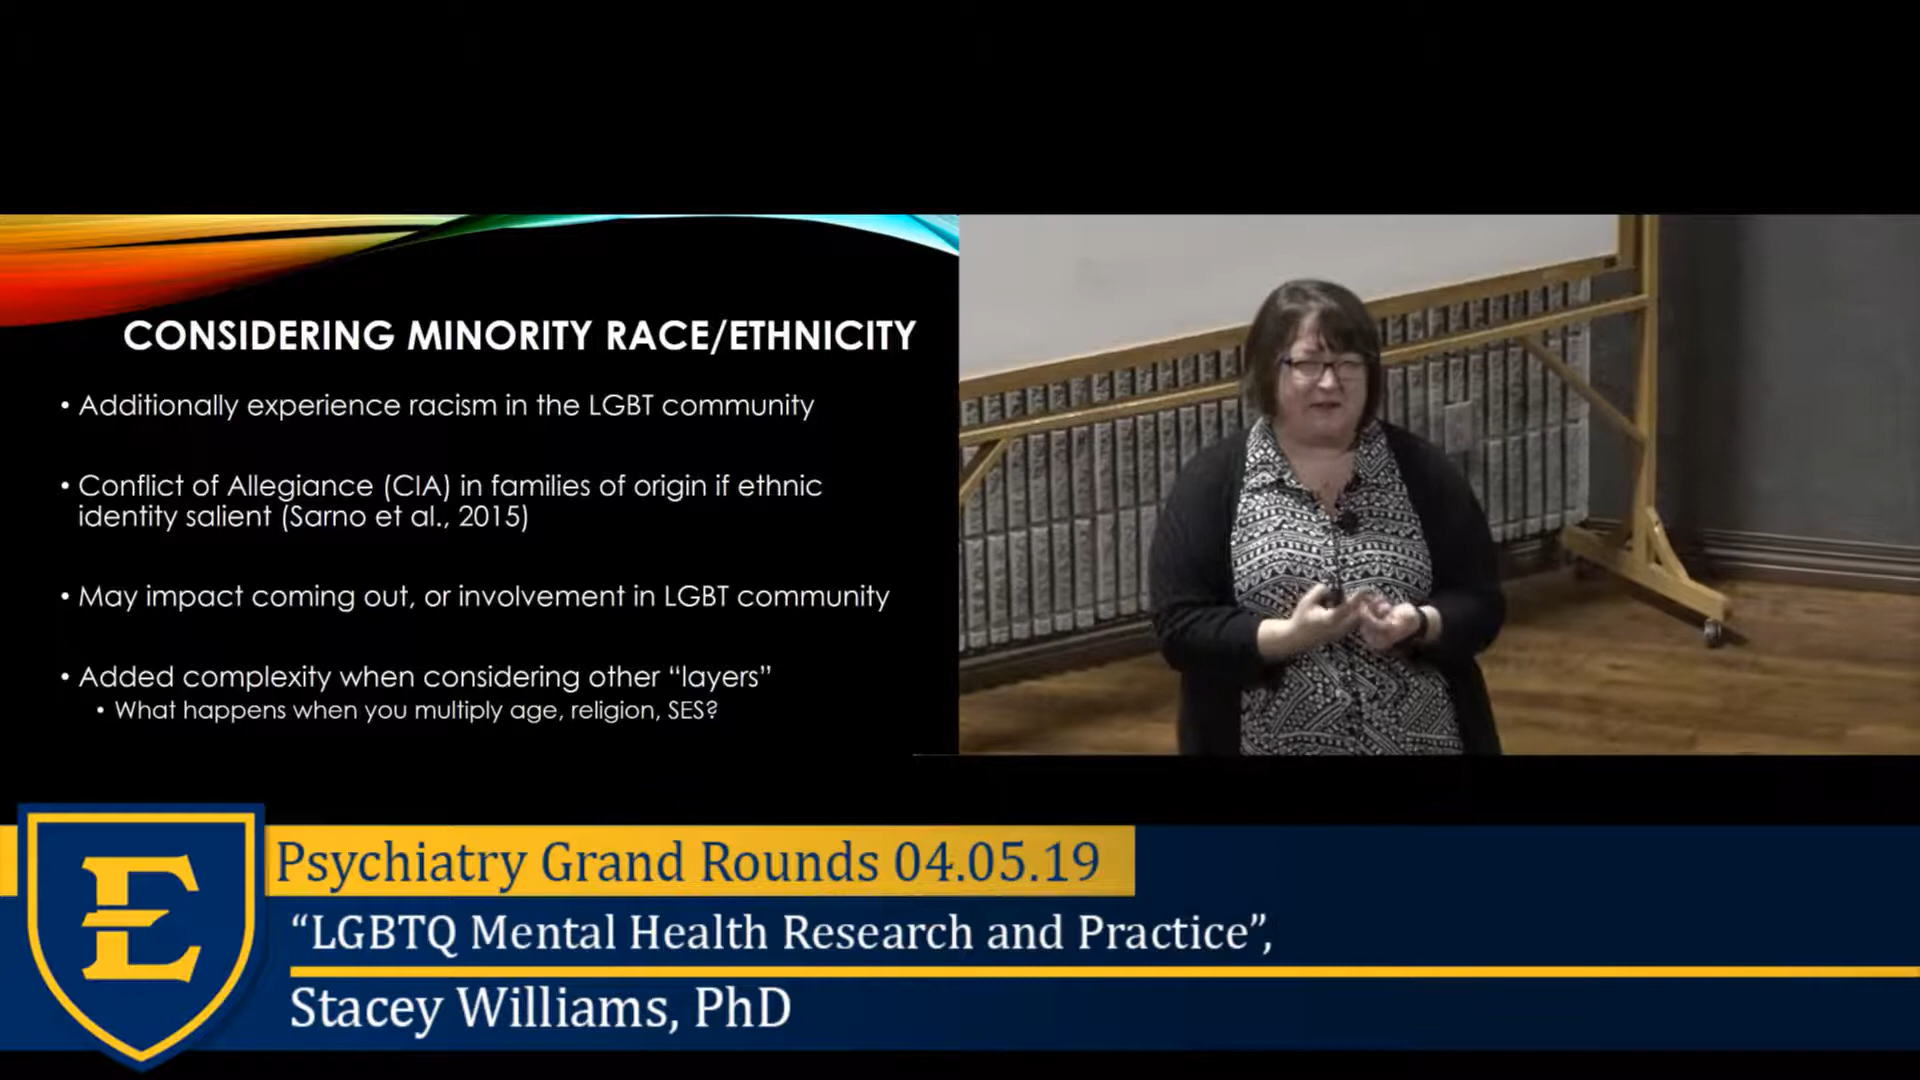 CONSIDERING MINORITY RACE/ETHNICITY
• Additionally experience racism in the LGBT community
• Conflict of Allegiance (CIA) in families of origin if ethnic
identity salient (Sarno et al., 2015)
• May impact coming out, or involvement in LGBT community
• Added complexity when considering other “layers”
• What happens when you multiply age, religion, SES?
E
Psychiatry Grand Rounds 04.05.19
“LGBTQ Mental Health Research and Practice”,
Stacey Williams, PhD